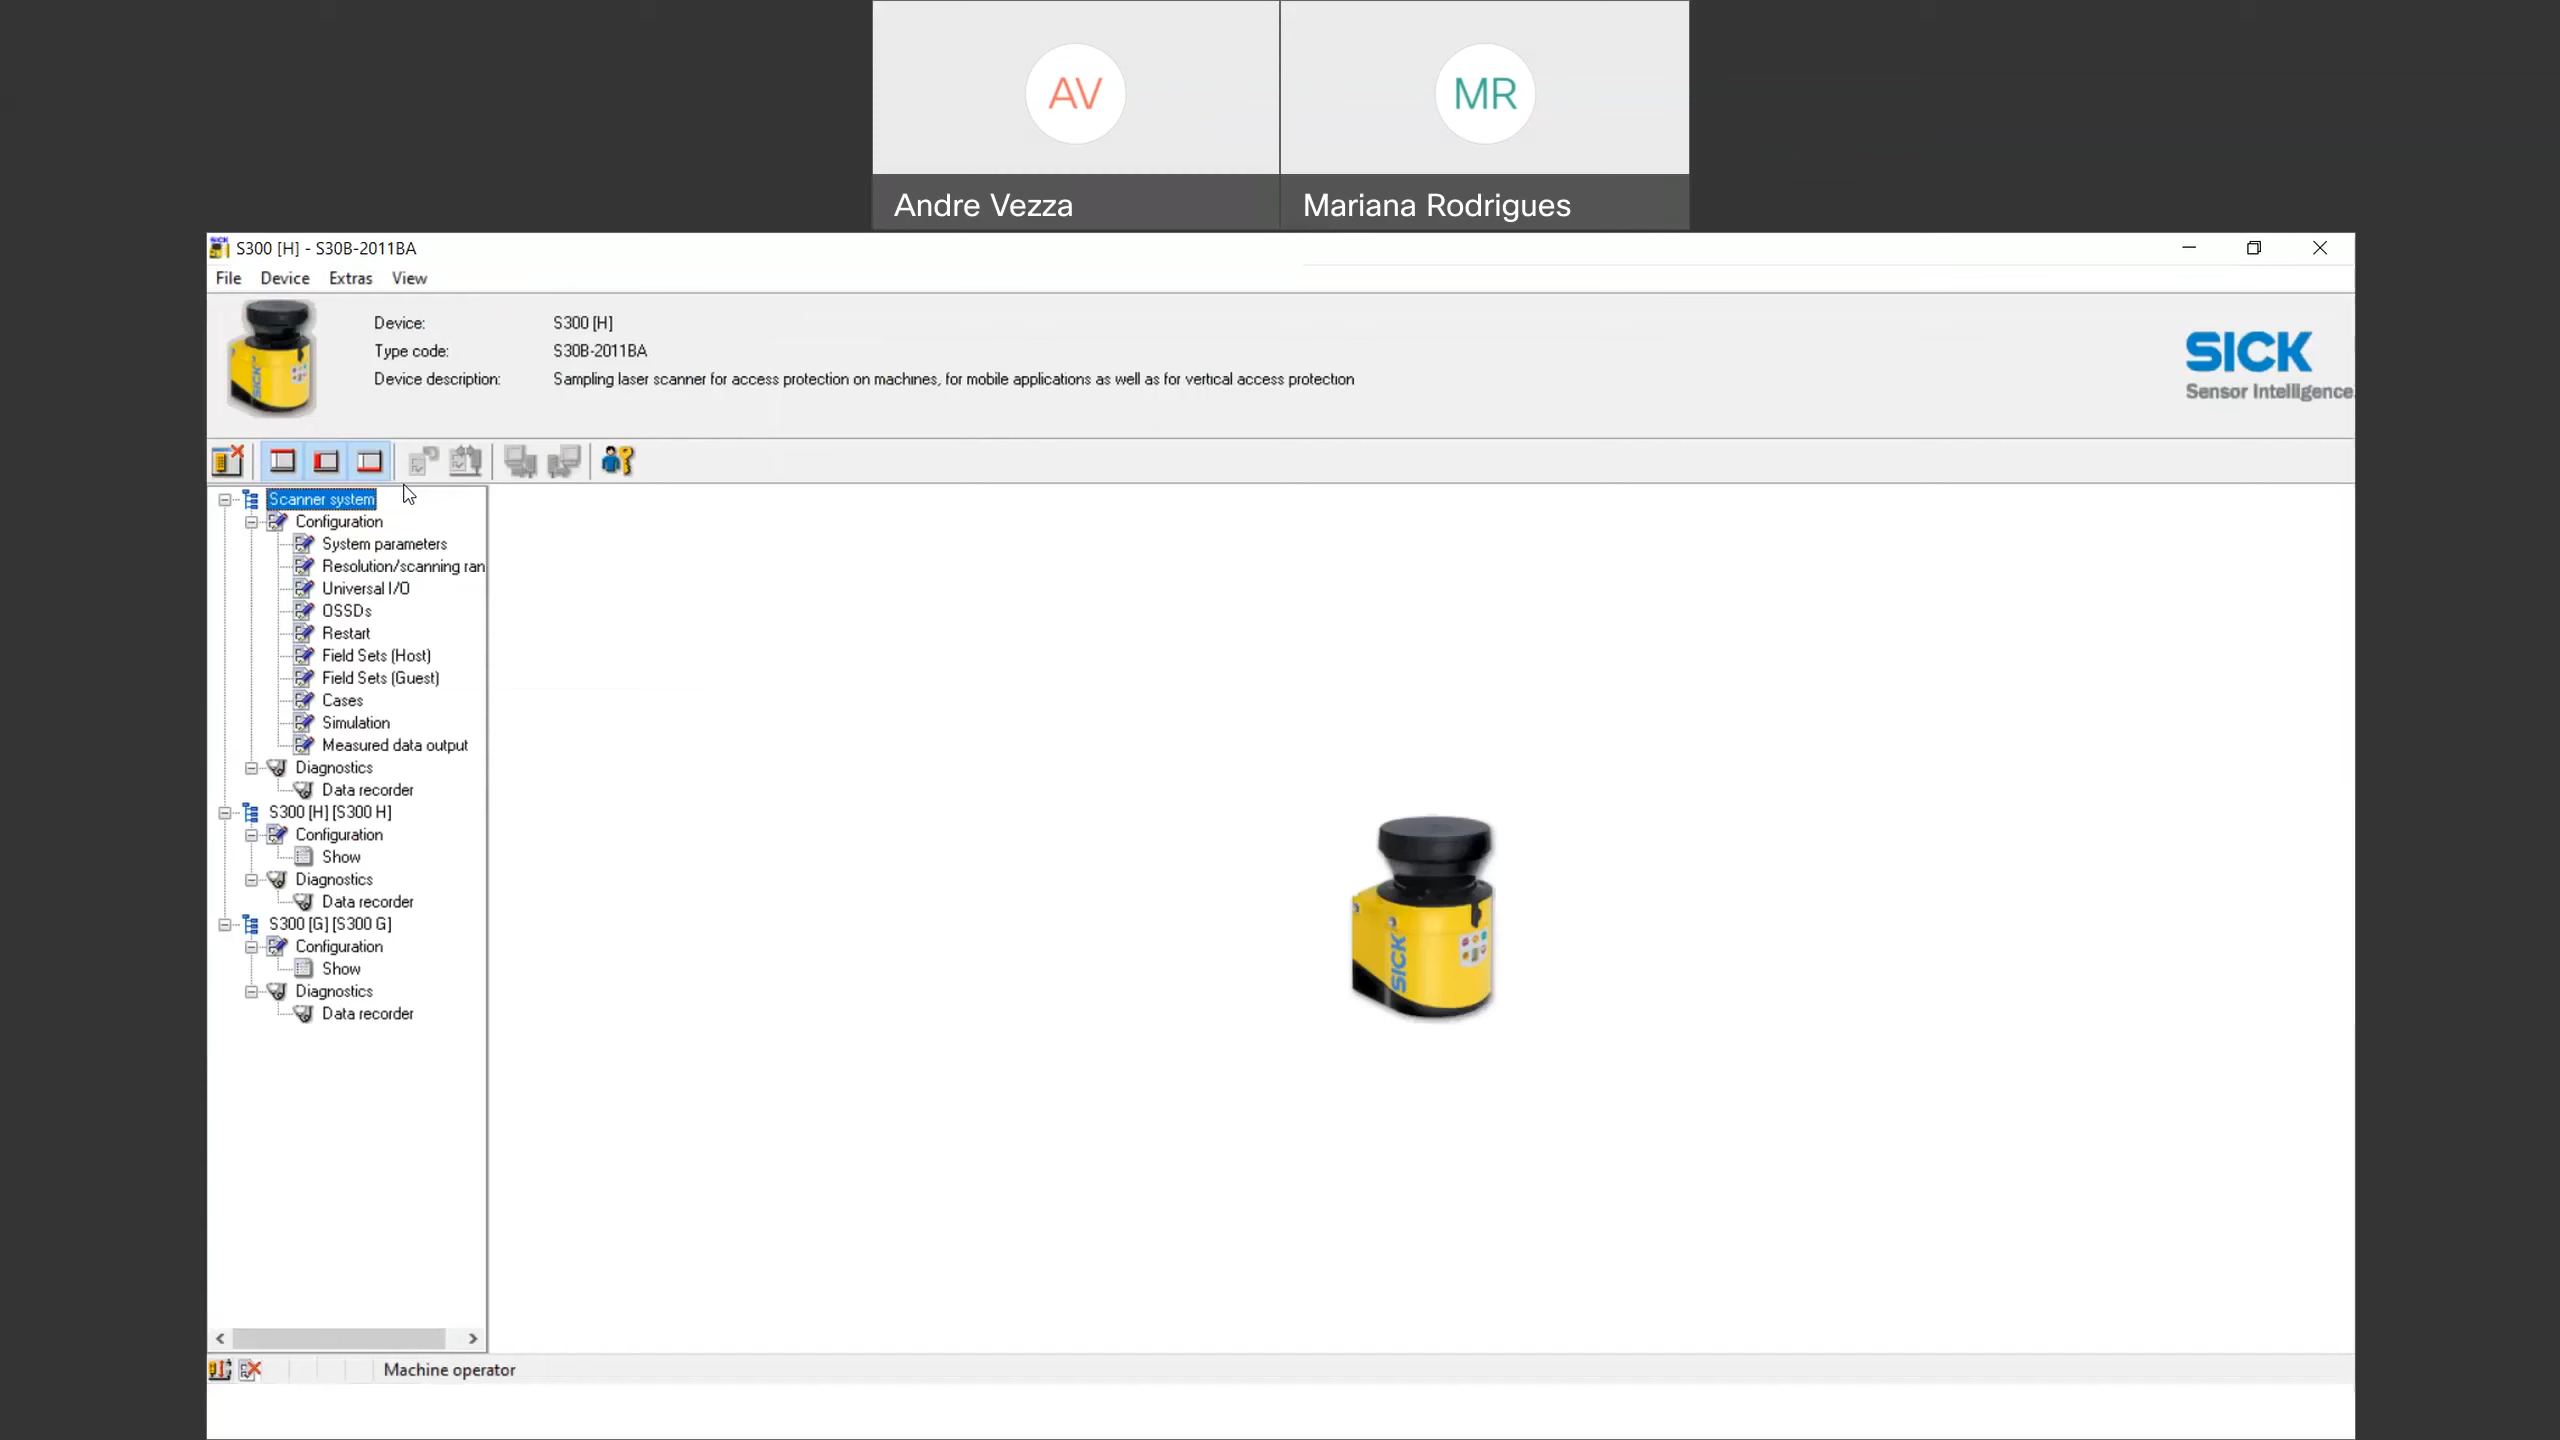 AV
MR
Andre Vezza
Mariana Rodrigues
S300 [H] - S30B-2011BA
File Device Extras View
Device: S300 [H]
Type code: S30B-2011BA
Device description: Sampling laser scanner for access protection on machines, for mobile applications as well as for vertical access protection
SICK
Sensor Intelligence.
SICK
Scanner system
Configuration
System parameters
Resolution/scanning ran
Universal I/O
OSSDs
Restart
Field Sets (Host)
Field Sets (Guest)
Cases
Simulation
Measured data output
Diagnostics
Data recorder
S300 [H] [S300 H]
Configuration
Show
Diagnostics
Data recorder
S300 [G] [S300 G]
Configuration
Show
Diagnostics
Data recorder
SICK
Machine operator